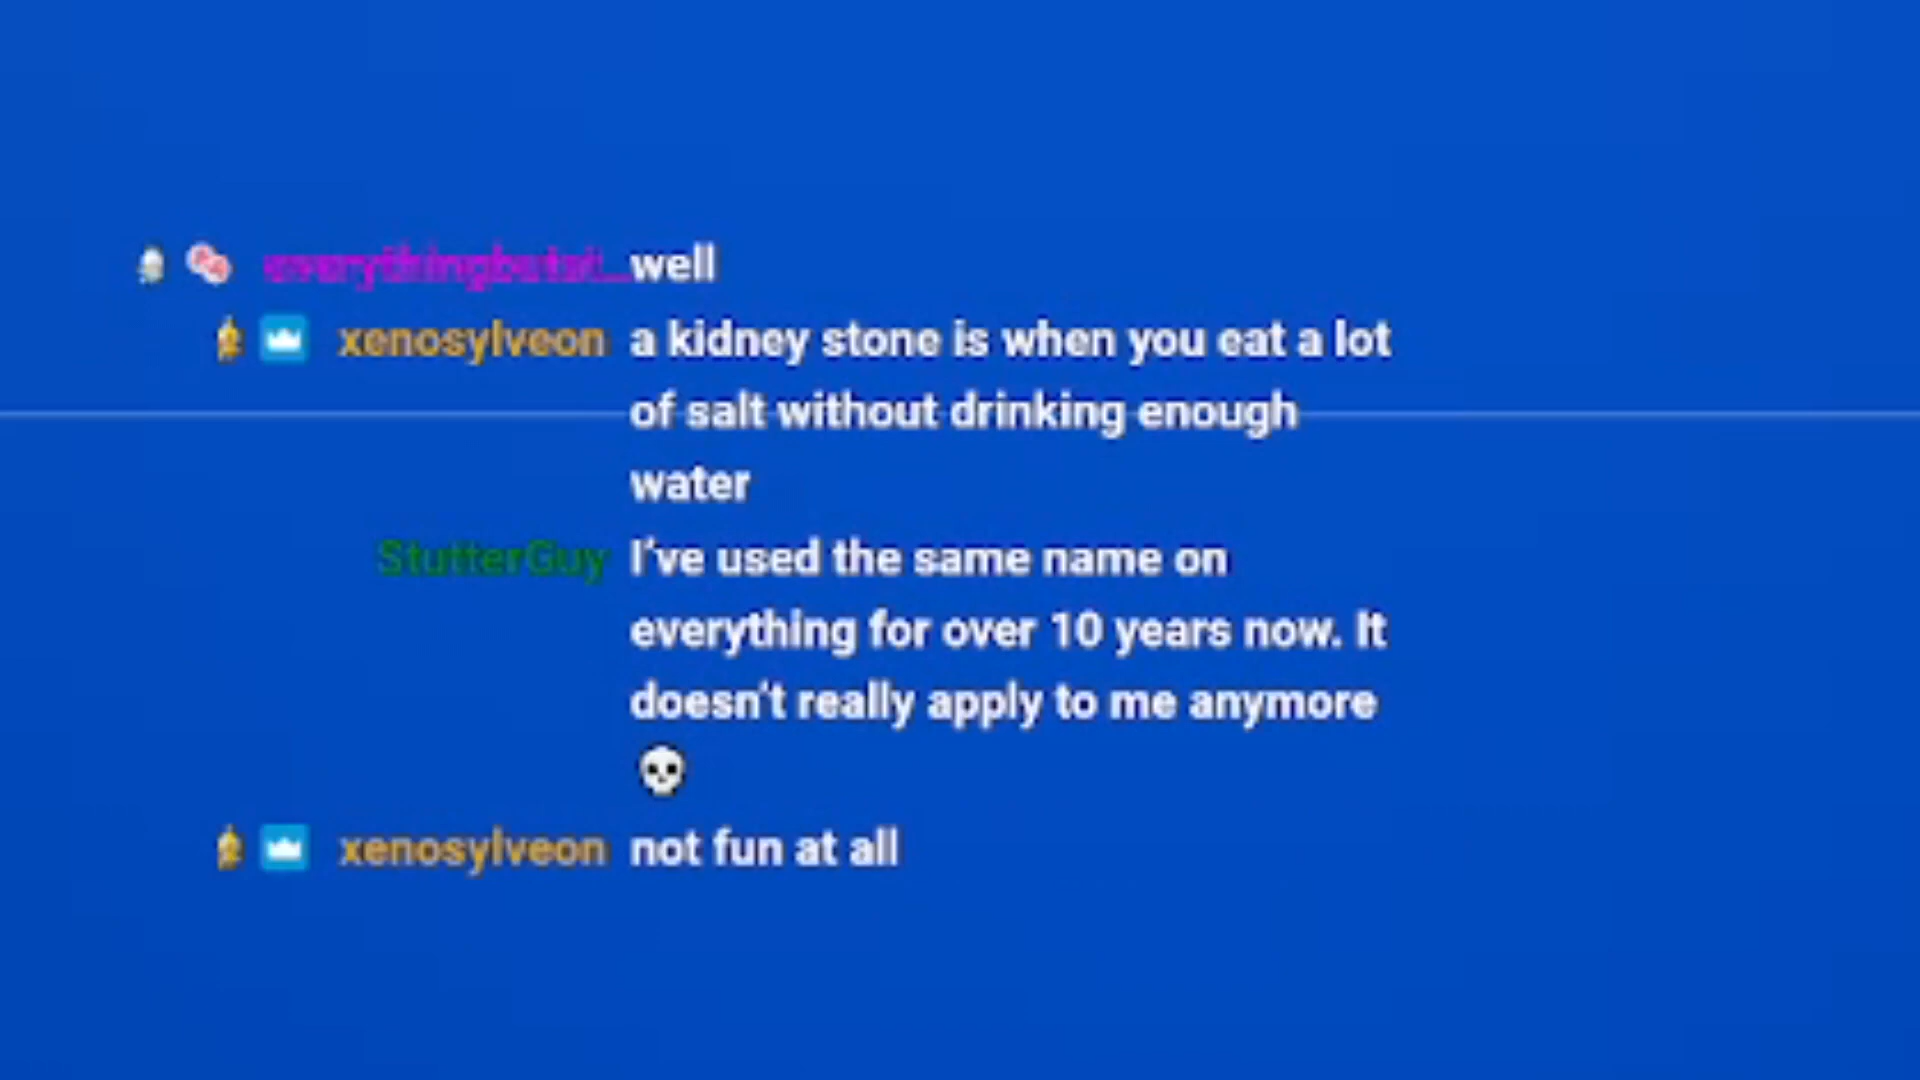 well
xenosylveon a kidney stone is when you eat a lot
of salt without drinking enough
water
StutterGuy I've used the same name on
everything for over 10 years now. It
doesn't really apply to me anymore
💀
xenosylveon not fun at all